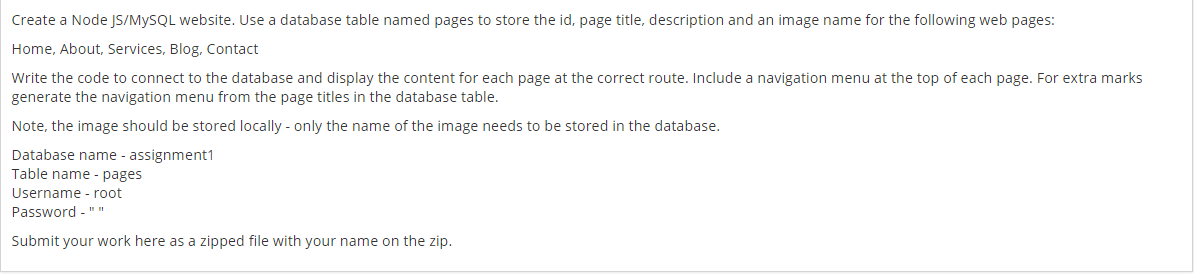 Create a Node JS/MySQL website. Use a database table named pages to store the id, page title, description and an image name for the following web pages:
Home, About, Services, Blog, Contact
Write the code to connect to the database and display the content for each page at the correct route. Include a navigation menu at the top of each page. For extra marks
generate the navigation menu from the page titles in the database table.
Note, the image should be stored locally - only the name of the image needs to be stored in the database.
Database name - assignment1
Table name - pages
Username - root
Password - " "
Submit your work here as a zipped file with your name on the zip.